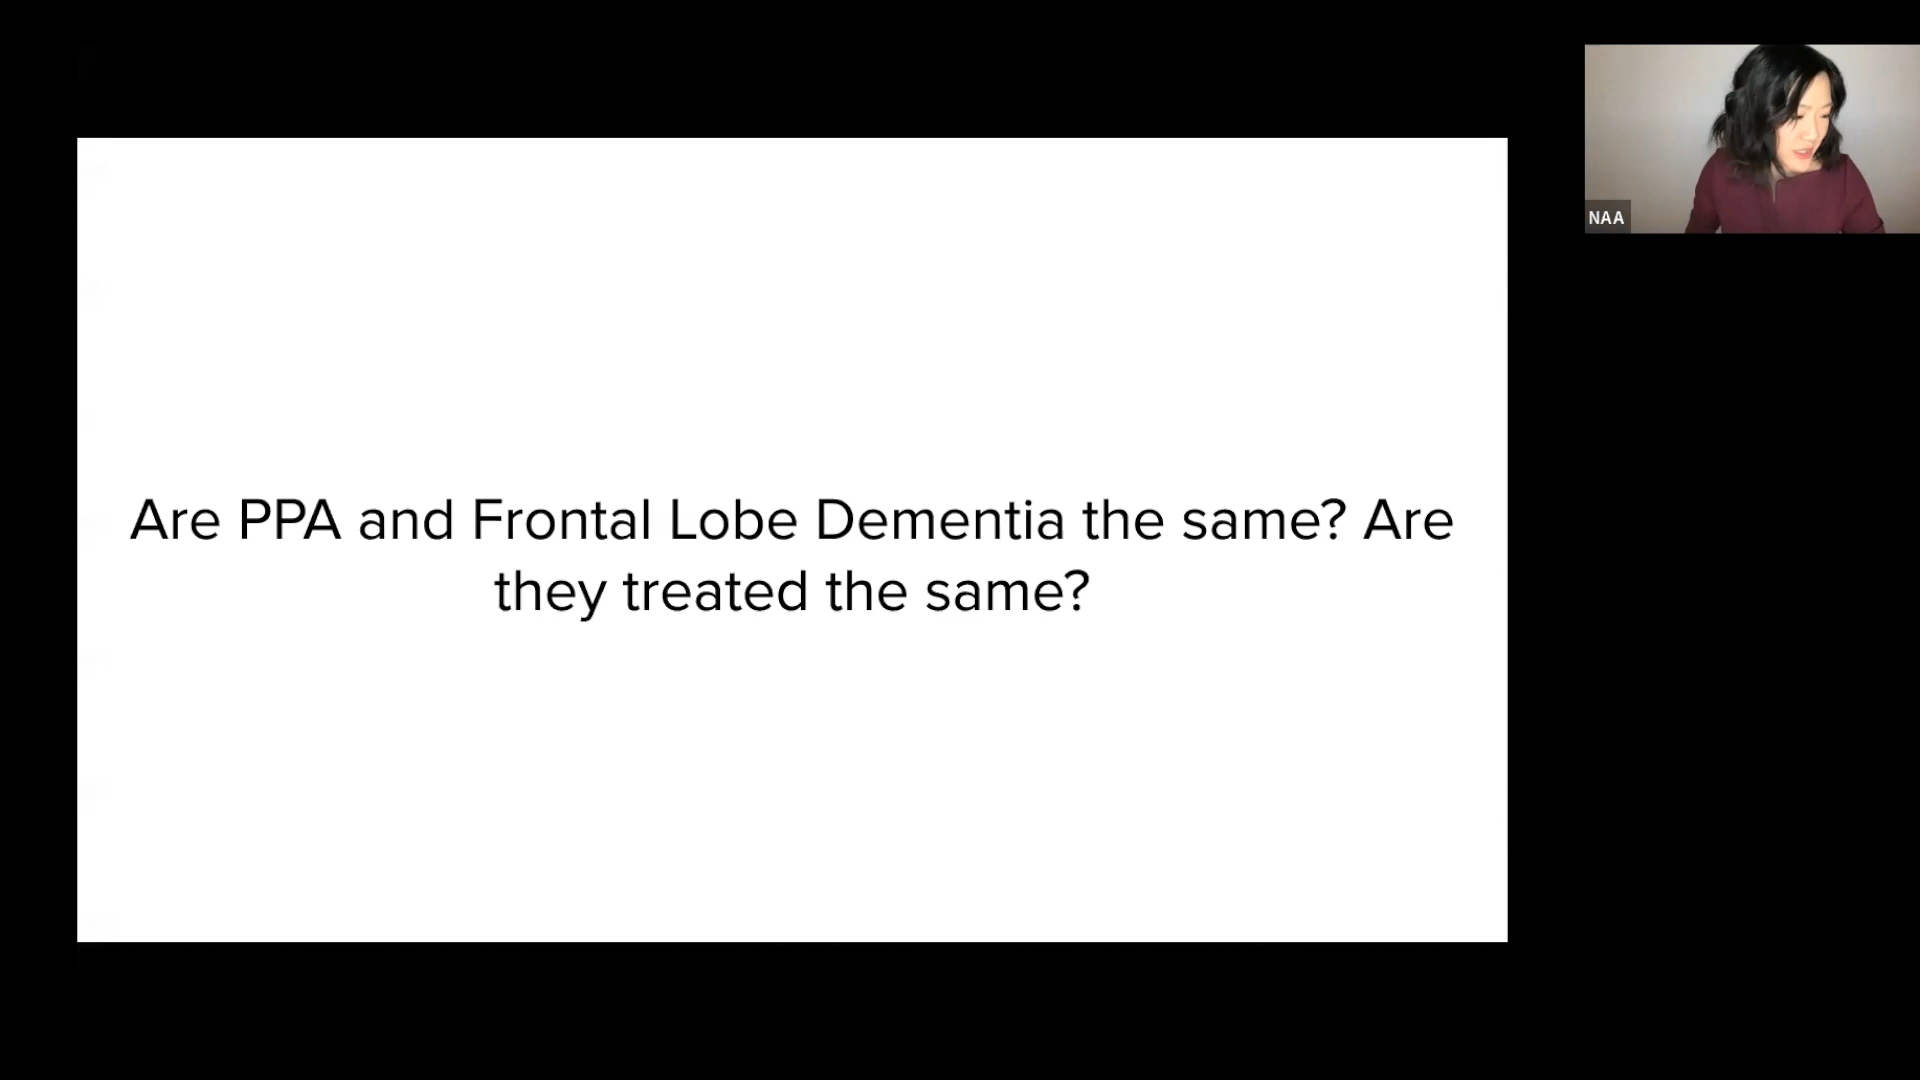 Are PPA and Frontal Lobe Dementia the same? Are
they treated the same?
NAA